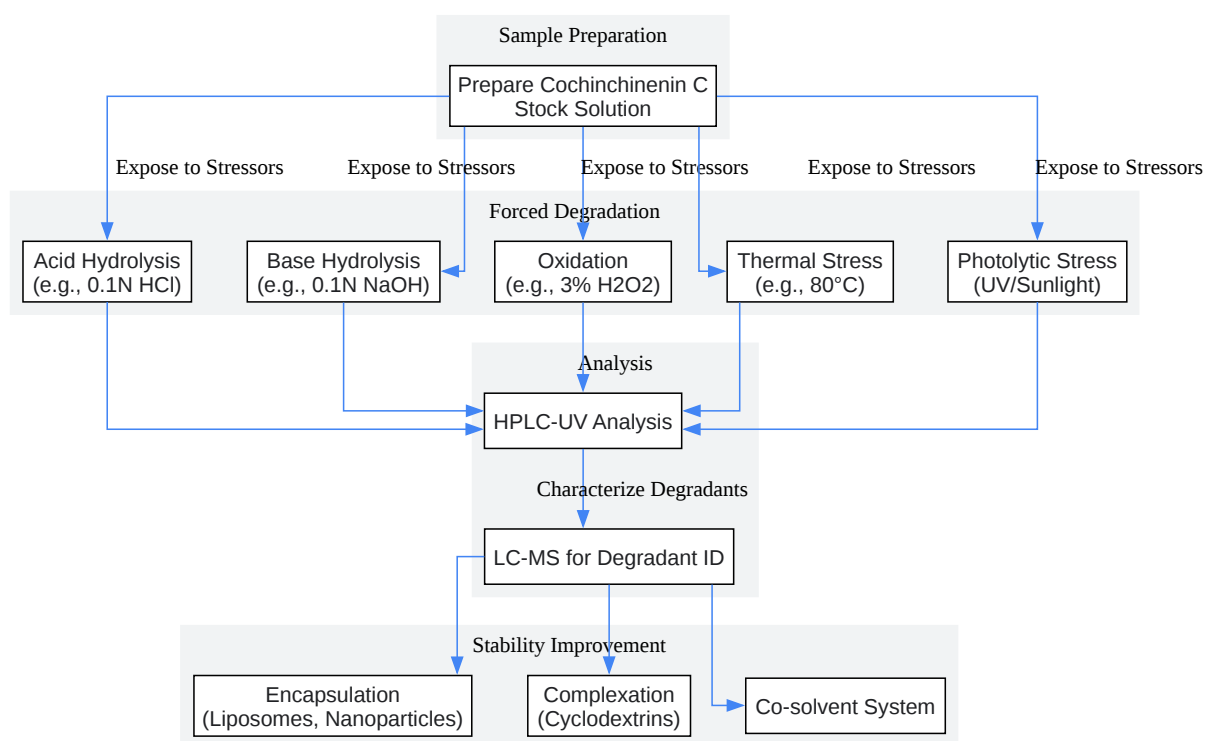 Sample Preparation
Prepare Cochinchinenin C
Stock Solution
Expose to Stressors
Expose to Stressors
Expose to Stressors
Expose to Stressors
Expose to Stressors
Forced Degradation
Acid Hydrolysis
(e.g., 0.1N HCl)
Base Hydrolysis
(e.g., 0.1N NaOH)
Oxidation
(e.g., 3% H2O2)
Thermal Stress
(e.g., 80°C)
Photolytic Stress
(UV/Sunlight)
Analysis
HPLC-UV Analysis
Characterize Degradants
LC-MS for Degradant ID
Stability Improvement
Encapsulation
(Liposomes, Nanoparticles)
Complexation
(Cyclodextrins)
Co-solvent System